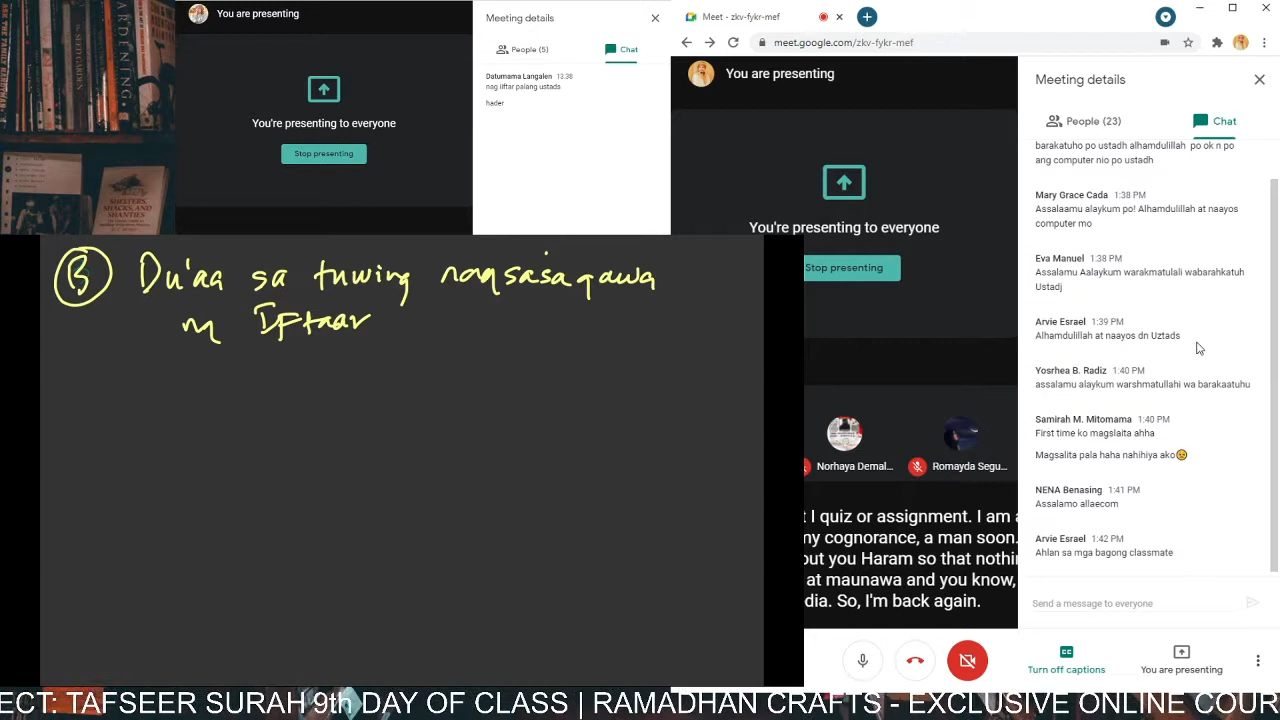 You are presenting
You're presenting to everyone
Stop presenting
Meeting details
People (5)
Chat
Datumama Langalen 13.38
nag iiftar palang ustads
hader
GARDENING
SHELTERS,
SHACKS, AND
SHANTIES
B Du'aa sa tuwing nagsasagawa
ng Iftaar
Meet - zkv-fykr-mef
meet.google.com/zkv-fykr-mef
You are presenting
You're presenting to everyone
Stop presenting
Norhaya Demal...
Romayda Segu...
t I quiz or assignment. I am a
ny cognorance, a man soon.
out you Haram so that nothin
at maunawa and you know,
dia. So, I'm back again.
Meeting details
People (23)
Chat
barakatuho po ustadh alhamdulillah po ok n po
ang computer nio po ustadh
Mary Grace Cada 1:38 PM
Assalaamu alaykum po! Alhamdulillah at naayos
computer mo
Eva Manuel 1:38 PM
Assalamu Aalaykum warakmatulali wabarahkatuh
Ustadj
Arvie Esrael 1:39 PM
Alhamdulillah at naayos dn Uztads
Yosrhea B. Radiz 1:40 PM
assalamu alaykum warshmatullahi wa barakaatuhu
Samirah M. Mitomama 1:40 PM
First time ko magslaita ahha
Magsalita pala haha nahihiya ako😣
NENA Benasing 1:41 PM
Assalamo allaecom
Arvie Esrael 1:42 PM
Ahlan sa mga bagong classmate
Send a message to everyone
CC
Turn off captions
You are presenting
ECT: TAFSEER SURAH 9th DAY OF CLASS | RAMADHAN CRAFTS - EXCLUSIVE ONLINE COUR